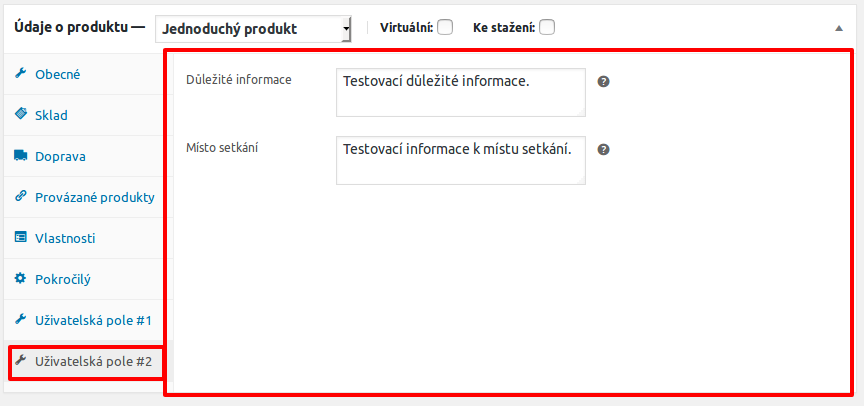 Údaje o produktu — Jednoduchý produkt Virtuální: Ke stažení:
Obecné
Sklad
Doprava
Provázané produkty
Vlastnosti
Pokročilý
Uživatelská pole #1
Uživatelská pole #2
Důležité informace Testovací důležité informace. ?
Místo setkání Testovací informace k místu setkání. ?